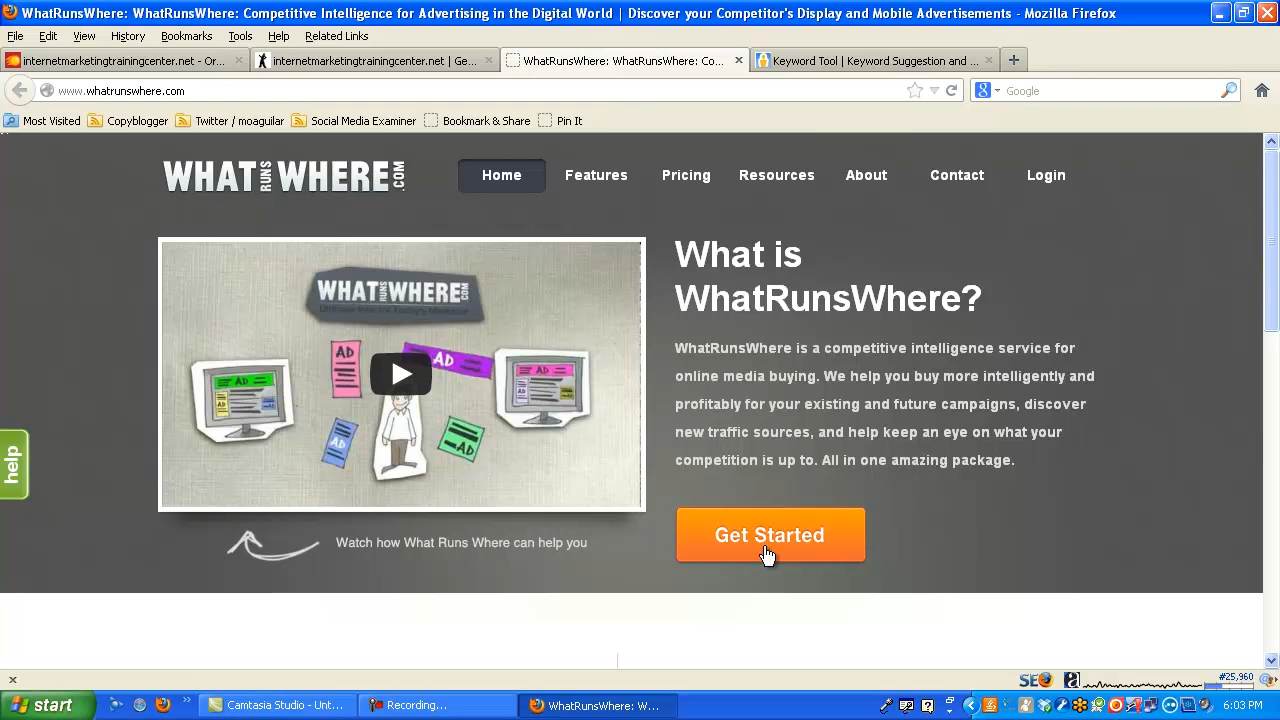 WhatRunsWhere: WhatRunsWhere: Competitive Intelligence for Advertising in the Digital World | Discover your Competitor's Display and Mobile Advertisements - Mozilla Firefox
File Edit View History Bookmarks Tools Help Related Links
internetmarketingtrainingcenter.net - Or... internetmarketingtrainingcenter.net | Ge... WhatRunsWhere: WhatRunsWhere: Co... Keyword Tool | Keyword Suggestion and ...
www.whatrunswhere.com Google
Most Visited Copyblogger Twitter / moaguilar Social Media Examiner Bookmark & Share Pin It
WHAT RUNS WHERE .COM
Home Features Pricing Resources About Contact Login
WHAT RUNS WHERE .COM
AD AD
AD AD
AD AD
What is
WhatRunsWhere?
WhatRunsWhere is a competitive intelligence service for
online media buying. We help you buy more intelligently and
profitably for your existing and future campaigns, discover
new traffic sources, and help keep an eye on what your
competition is up to. All in one amazing package.
help
Get Started
Watch how What Runs Where can help you
SEO #25,960
start Camtasia Studio - Unt... Recording... WhatRunsWhere: W... 6:03 PM